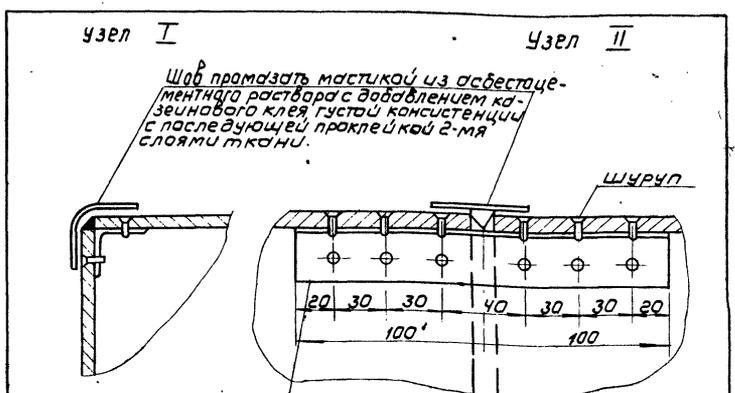 Узел I
Узел II
Шов промазать мастикой из асбестоце-
ментного раствора с добавлением ка-
зеинового клея, густой консистенции
с последующей проклейкой 2-мя
слоями ткани.
шуруп
20 30 30 40 30 30 20
100 100